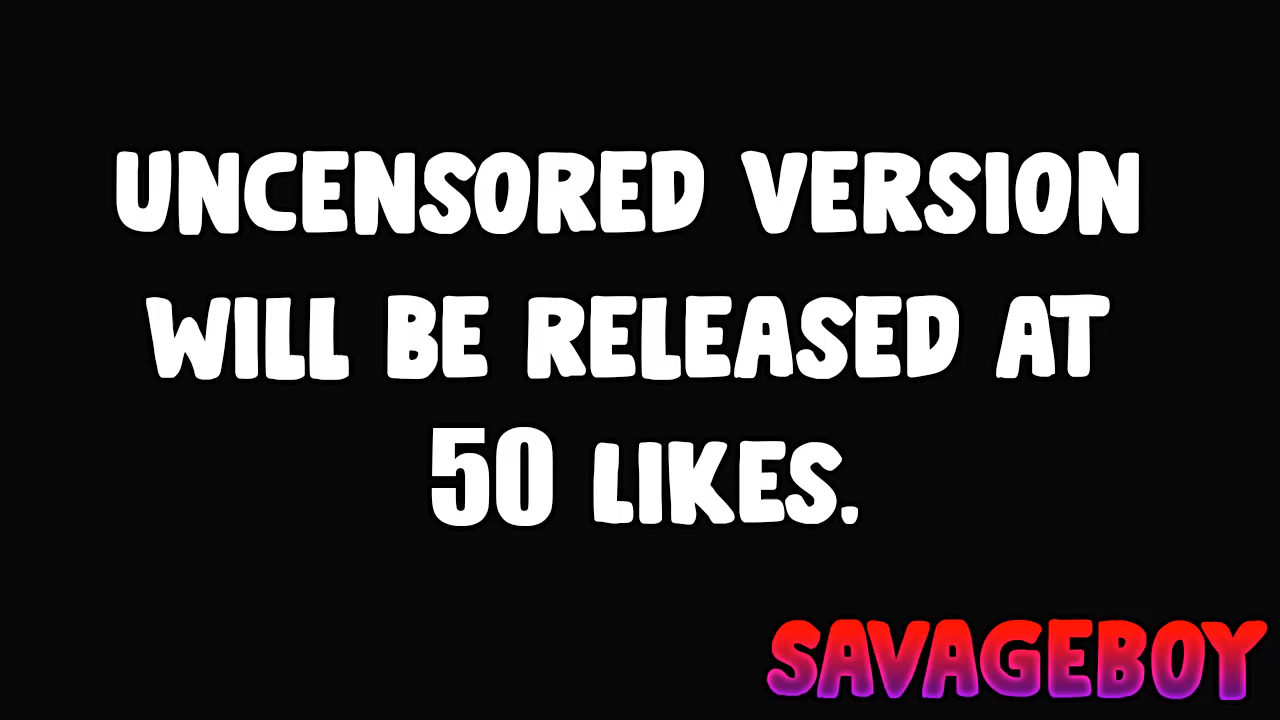 UNCENSORED VERSION
WILL BE RELEASED AT
50 LIKES.
SAVAGEBOY